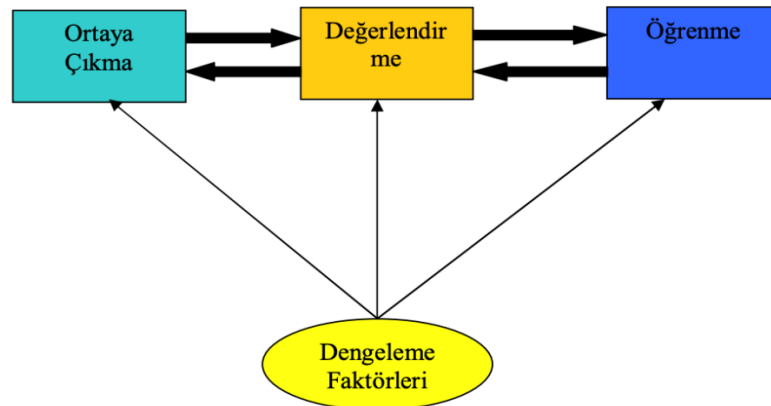 Ortaya
Çıkma
Değerlendir
me
Öğrenme
Dengeleme
Faktörleri